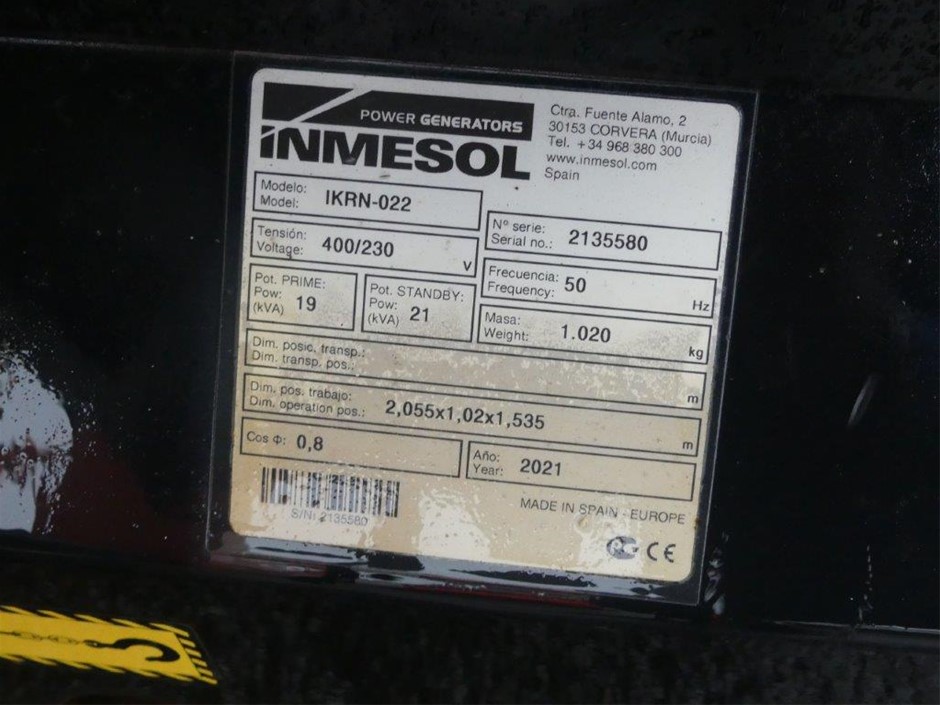 POWER GENERATORS
INMESOL
Ctra. Fuente Alamo, 2
30153 CORVERA (Murcia)
Tel. +34 968 380 300
www.inmesol.com
Spain
Modelo:
Model: IKRN-022
Nº serie:
Serial no.: 2135580
Tensión:
Voltage: 400/230 V
Frecuencia:
Frequency: 50 Hz
Pot. PRIME:
Pow:
(kVA) 19
Pot. STANDBY:
Pow:
(kVA) 21
Masa:
Weight: 1.020 kg
Dim. posic. transp.:
Dim. transp. pos.: m
Dim. pos. trabajo:
Dim. operation pos.: 2,055x1,02x1,535 m
Cos Φ: 0,8
Año:
Year: 2021
S/N: 2135580
MADE IN SPAIN - EUROPE
CE